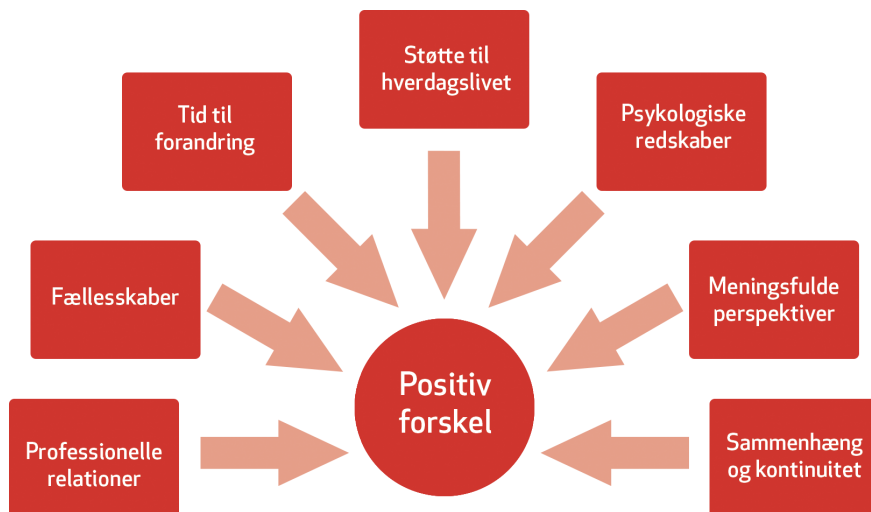 Støtte til
hverdagslivet
Tid til
forandring
Psykologiske
redskaber
Fællesskaber
Meningsfulde
perspektiver
Positiv
forskel
Professionelle
relationer
Sammenhæng
og kontinuitet